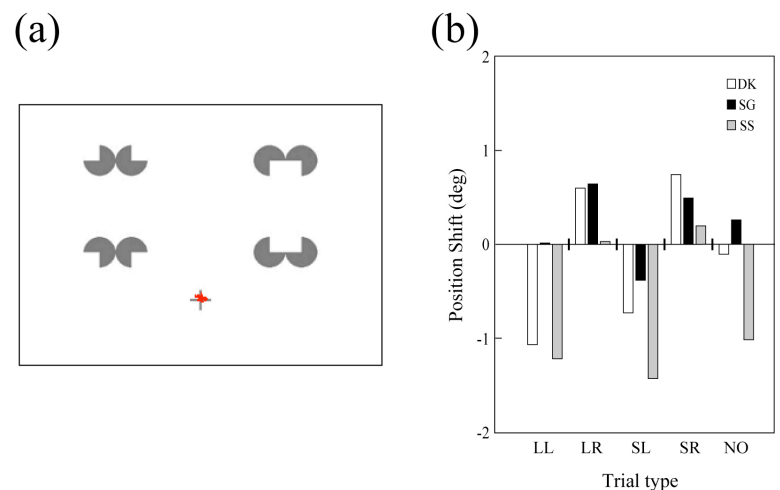 (a)
(b)
2
1
0
-1
-2
Position Shift (deg)
DK
SG
SS
LL LR SL SR NO
Trial type